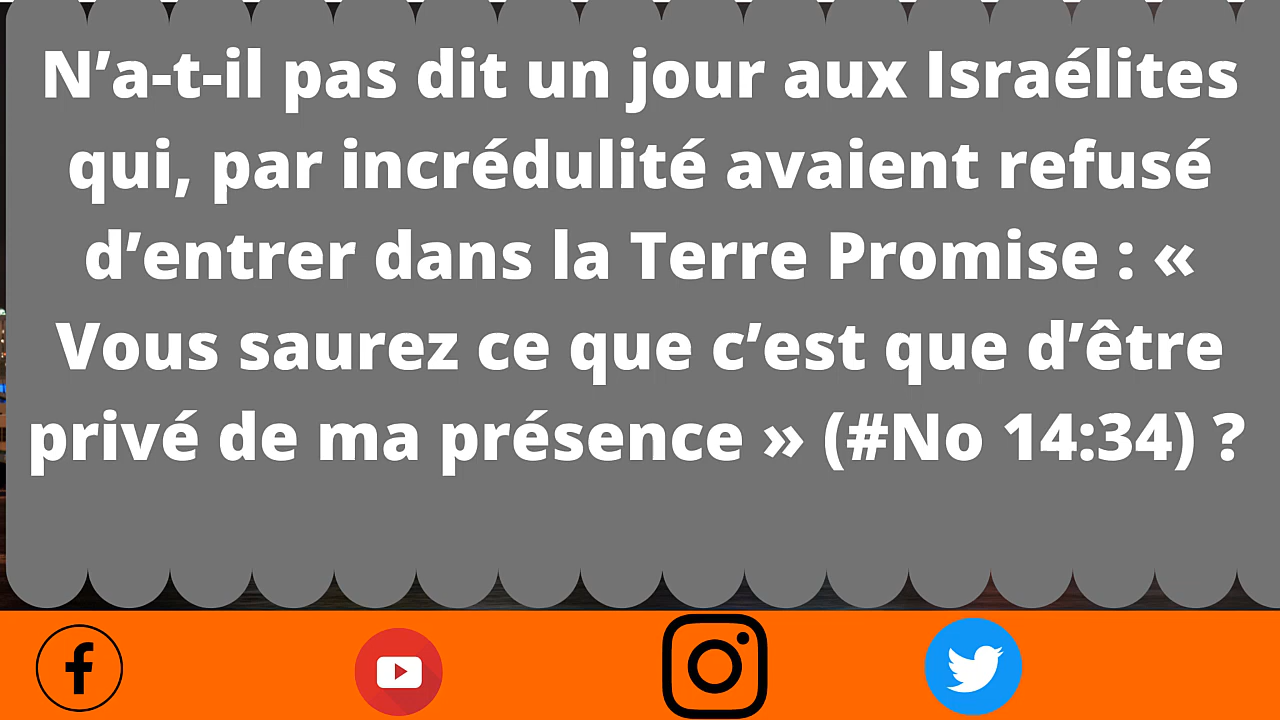 N’a-t-il pas dit un jour aux Israélites
qui, par incrédulité avaient refusé
d’entrer dans la Terre Promise : «
Vous saurez ce que c’est que d’être
privé de ma présence » (#No 14:34) ?